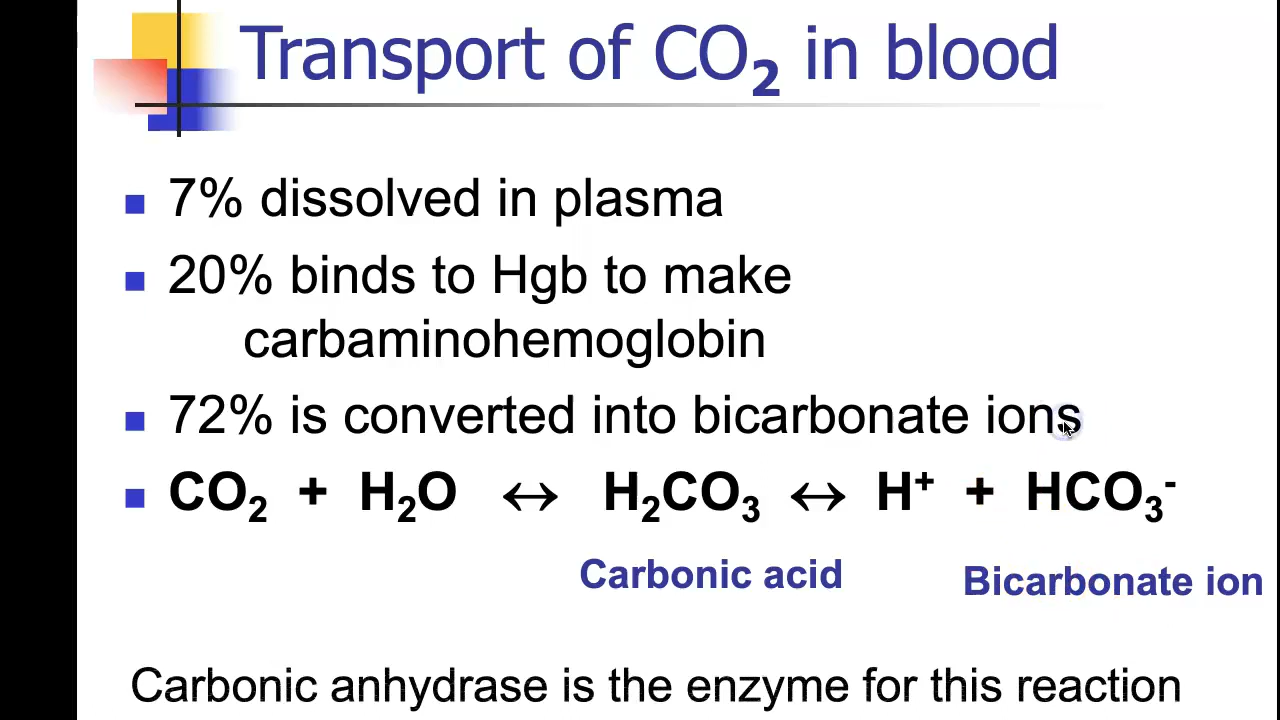 Transport of CO₂ in blood
7% dissolved in plasma
20% binds to Hgb to make
carbaminohemoglobin
72% is converted into bicarbonate ions
CO₂ + H₂O ↔ H₂CO₃ ↔ H⁺ + HCO₃⁻
Carbonic acid
Bicarbonate ion
Carbonic anhydrase is the enzyme for this reaction